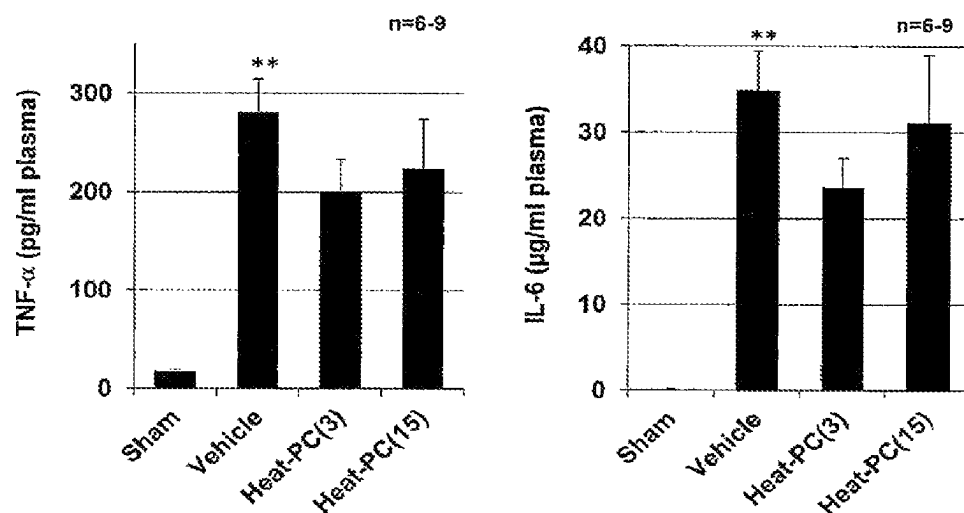 n=6-9
**
TNF-α (pg/ml plasma)
300
200
100
0
Sham
Vehicle
Heat-PC(3)
Heat-PC(15)
n=6-9
**
IL-6 (µg/ml plasma)
40
30
20
10
0
Sham
Vehicle
Heat-PC(3)
Heat-PC(15)